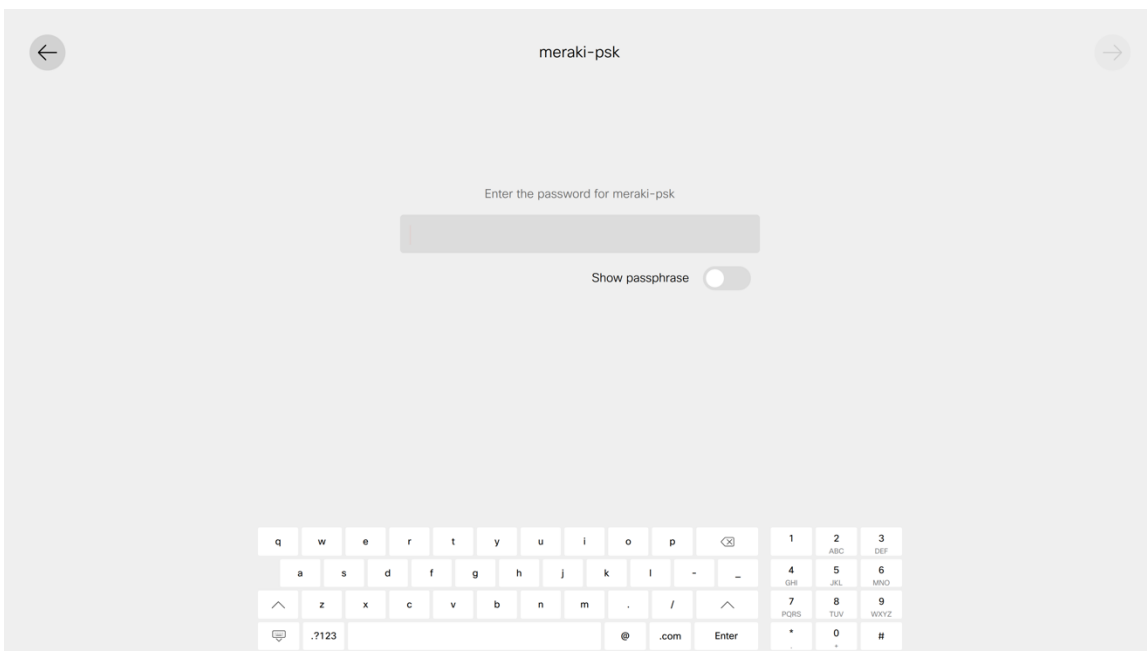 meraki-psk
Enter the password for meraki-psk
Show passphrase
q w e r t y u i o p 1 2 ABC 3 DEF
a s d f g h j k l - _ 4 GHI 5 JKL 6 MNO
z x c v b n m . / 7 PQRS 8 TUV 9 WXYZ
.?123 @ .com Enter * . 0 + #